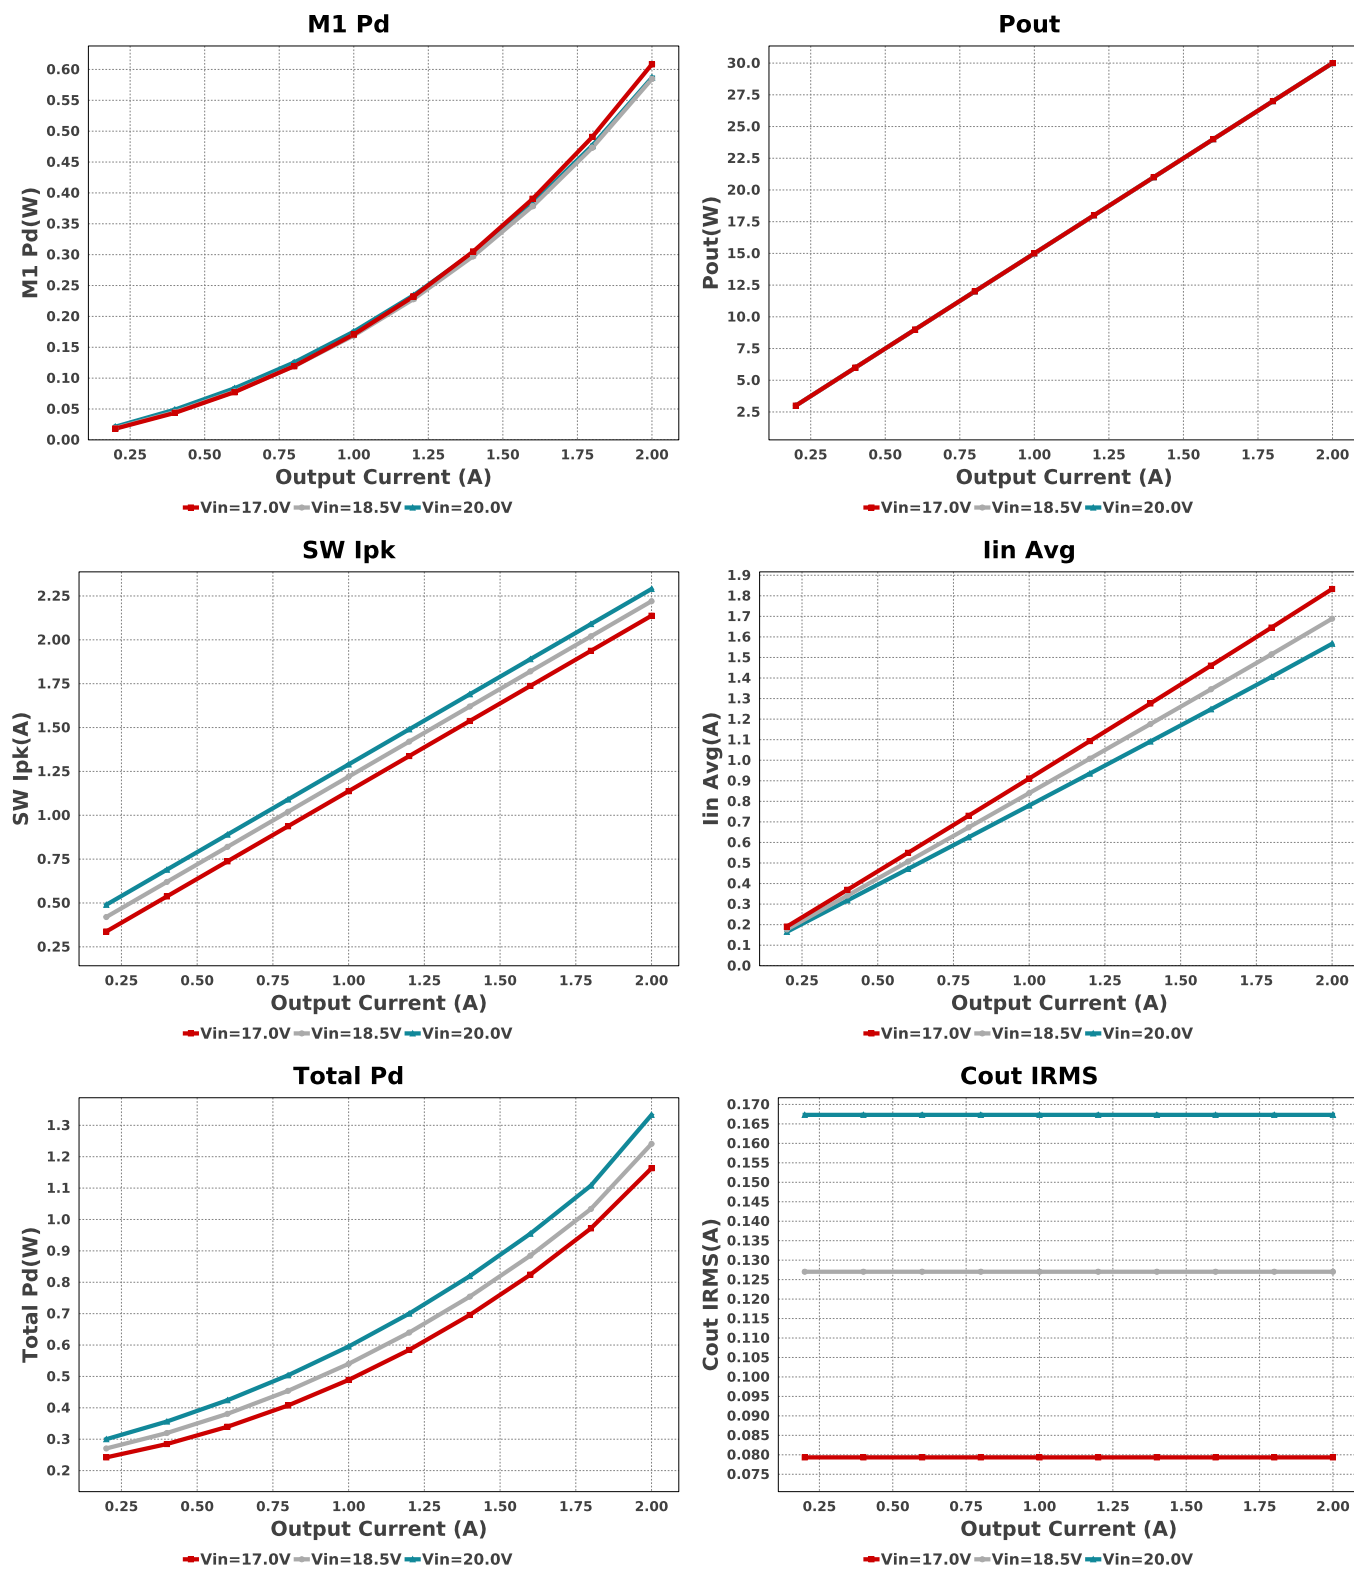 M1 Pd
M1 Pd(W)
0.60
0.55
0.50
0.45
0.40
0.35
0.30
0.25
0.20
0.15
0.10
0.05
0.00
0.25 0.50 0.75 1.00 1.25 1.50 1.75 2.00
Output Current (A)
Vin=17.0V Vin=18.5V Vin=20.0V
Pout
Pout(W)
30.0
27.5
25.0
22.5
20.0
17.5
15.0
12.5
10.0
7.5
5.0
2.5
0.25 0.50 0.75 1.00 1.25 1.50 1.75 2.00
Output Current (A)
Vin=17.0V Vin=18.5V Vin=20.0V
SW Ipk
SW Ipk(A)
2.25
2.00
1.75
1.50
1.25
1.00
0.75
0.50
0.25
0.25 0.50 0.75 1.00 1.25 1.50 1.75 2.00
Output Current (A)
Vin=17.0V Vin=18.5V Vin=20.0V
Iin Avg
Iin Avg(A)
1.9
1.8
1.7
1.6
1.5
1.4
1.3
1.2
1.1
1.0
0.9
0.8
0.7
0.6
0.5
0.4
0.3
0.2
0.1
0.0
0.25 0.50 0.75 1.00 1.25 1.50 1.75 2.00
Output Current (A)
Vin=17.0V Vin=18.5V Vin=20.0V
Total Pd
Total Pd(W)
1.3
1.2
1.1
1.0
0.9
0.8
0.7
0.6
0.5
0.4
0.3
0.2
0.25 0.50 0.75 1.00 1.25 1.50 1.75 2.00
Output Current (A)
Vin=17.0V Vin=18.5V Vin=20.0V
Cout IRMS
Cout IRMS(A)
0.170
0.165
0.160
0.155
0.150
0.145
0.140
0.135
0.130
0.125
0.120
0.115
0.110
0.105
0.100
0.095
0.090
0.085
0.080
0.075
0.25 0.50 0.75 1.00 1.25 1.50 1.75 2.00
Output Current (A)
Vin=17.0V Vin=18.5V Vin=20.0V